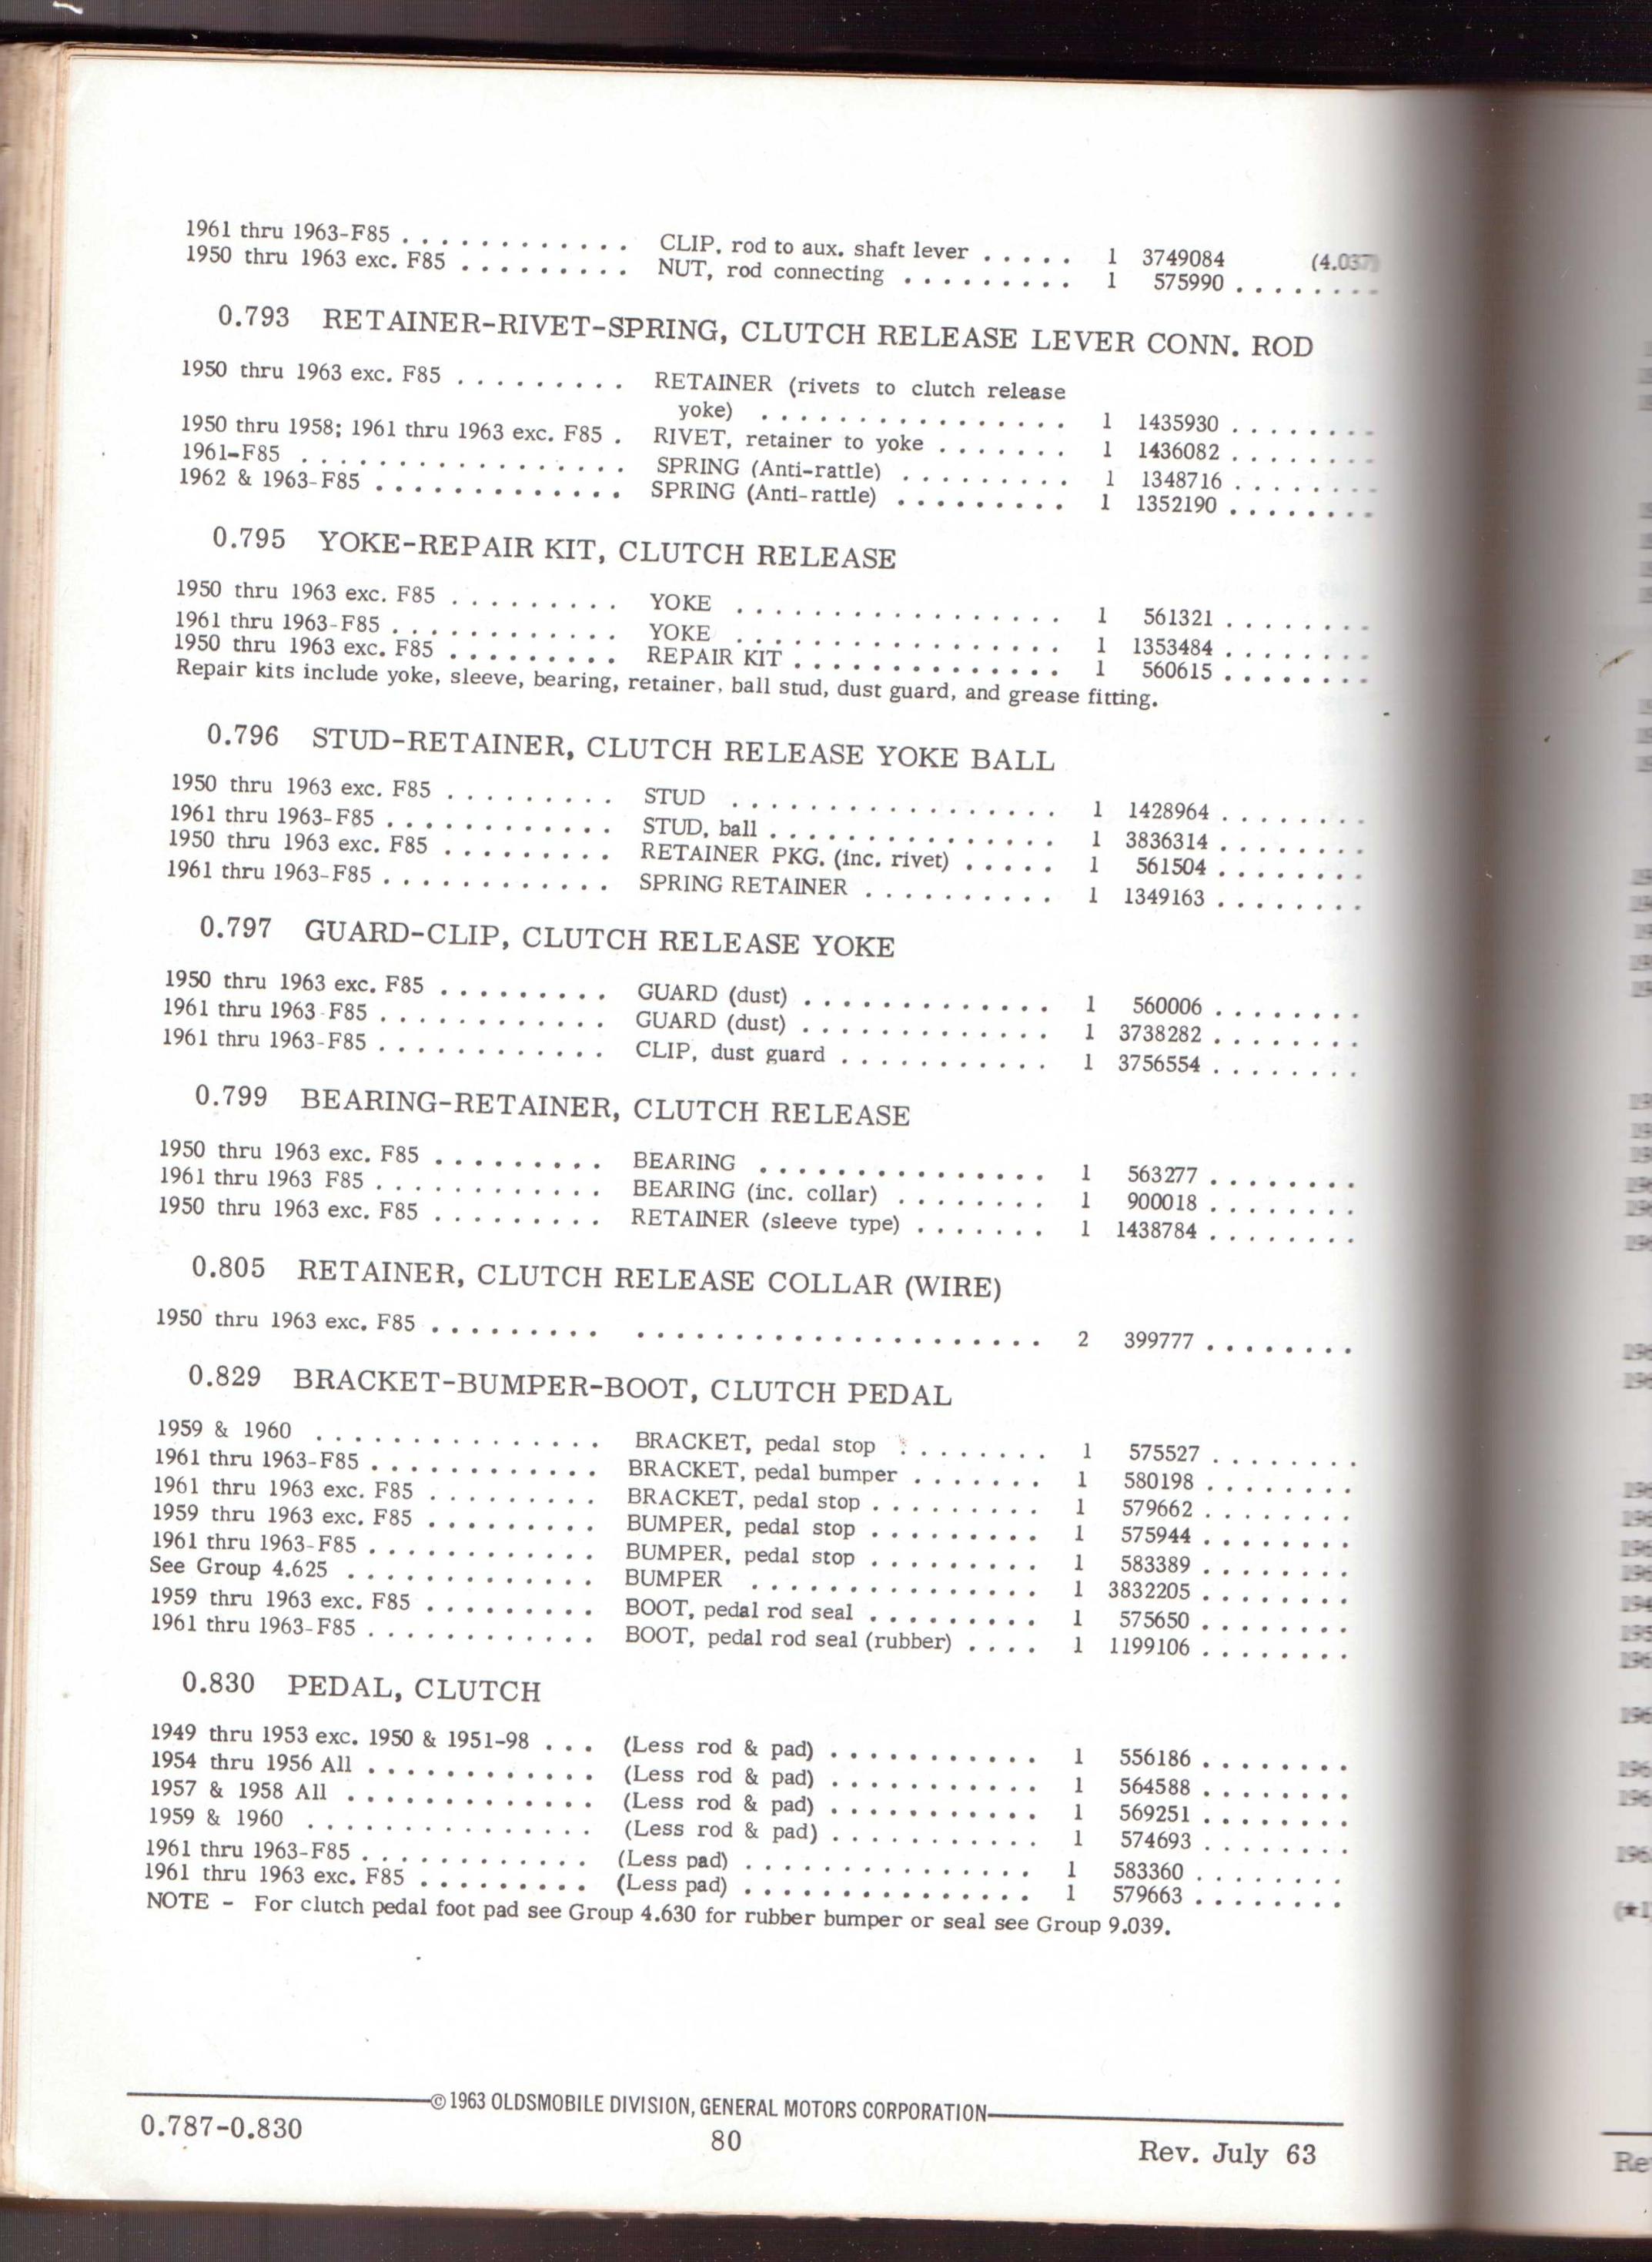 1961 thru 1963-F85 . . . . . . . . . . . . CLIP, rod to aux. shaft lever . . . . . 1 3749084 (4.037)
1950 thru 1963 exc. F85 . . . . . . . . . NUT, rod connecting . . . . . . . . . 1 575990 . . . . . . . .
0.793 RETAINER-RIVET-SPRING, CLUTCH RELEASE LEVER CONN. ROD
1950 thru 1963 exc. F85 . . . . . . . . . RETAINER (rivets to clutch release
yoke) . . . . . . . . . . . . . . . . 1 1435930 . . . . . . . .
1950 thru 1958; 1961 thru 1963 exc. F85 . RIVET, retainer to yoke . . . . . . . 1 1436082 . . . . . . . .
1961-F85 . . . . . . . . . . . . . . . . . SPRING (Anti-rattle) . . . . . . . . . 1 1348716 . . . . . . . .
1962 & 1963-F85 . . . . . . . . . . . . . SPRING (Anti-rattle) . . . . . . . . . 1 1352190 . . . . . . . .
0.795 YOKE-REPAIR KIT, CLUTCH RELEASE
1950 thru 1963 exc. F85 . . . . . . . . . YOKE . . . . . . . . . . . . . . . . . 1 561321 . . . . . . . .
1961 thru 1963-F85 . . . . . . . . . . . . YOKE . . . . . . . . . . . . . . . . . 1 1353484 . . . . . . . .
1950 thru 1963 exc. F85 . . . . . . . . . REPAIR KIT . . . . . . . . . . . . . . 1 560615 . . . . . . . .
Repair kits include yoke, sleeve, bearing, retainer, ball stud, dust guard, and grease fitting.
0.796 STUD-RETAINER, CLUTCH RELEASE YOKE BALL
1950 thru 1963 exc. F85 . . . . . . . . . STUD . . . . . . . . . . . . . . . . . 1 1428964 . . . . . . . .
1961 thru 1963-F85 . . . . . . . . . . . . STUD, ball . . . . . . . . . . . . . . . 1 3836314 . . . . . . . .
1950 thru 1963 exc. F85 . . . . . . . . . RETAINER PKG. (inc. rivet) . . . . . 1 561504 . . . . . . . .
1961 thru 1963-F85 . . . . . . . . . . . . SPRING RETAINER . . . . . . . . . . 1 1349163 . . . . . . . .
0.797 GUARD-CLIP, CLUTCH RELEASE YOKE
1950 thru 1963 exc. F85 . . . . . . . . . GUARD (dust) . . . . . . . . . . . . . 1 560006 . . . . . . . .
1961 thru 1963-F85 . . . . . . . . . . . . GUARD (dust) . . . . . . . . . . . . . 1 3738282 . . . . . . . .
1961 thru 1963-F85 . . . . . . . . . . . . CLIP, dust guard . . . . . . . . . . . 1 3756554 . . . . . . . .
0.799 BEARING-RETAINER, CLUTCH RELEASE
1950 thru 1963 exc. F85 . . . . . . . . . BEARING . . . . . . . . . . . . . . . 1 563277 . . . . . . . .
1961 thru 1963 F85 . . . . . . . . . . . . BEARING (inc. collar) . . . . . . . . 1 900018 . . . . . . . .
1950 thru 1963 exc. F85 . . . . . . . . . RETAINER (sleeve type) . . . . . . . 1 1438784 . . . . . . . .
0.805 RETAINER, CLUTCH RELEASE COLLAR (WIRE)
1950 thru 1963 exc. F85 . . . . . . . . . . . . . . . . . . . . . . . . . . . . . . 2 399777 . . . . . . . .
0.829 BRACKET-BUMPER-BOOT, CLUTCH PEDAL
1959 & 1960 . . . . . . . . . . . . . . . BRACKET, pedal stop . . . . . . . . 1 575527 . . . . . . . .
1961 thru 1963-F85 . . . . . . . . . . . . BRACKET, pedal bumper . . . . . . . 1 580198 . . . . . . . .
1961 thru 1963 exc. F85 . . . . . . . . . BRACKET, pedal stop . . . . . . . . . 1 579662 . . . . . . . .
1959 thru 1963 exc. F85 . . . . . . . . . BUMPER, pedal stop . . . . . . . . . 1 575944 . . . . . . . .
1961 thru 1963-F85 . . . . . . . . . . . . BUMPER, pedal stop . . . . . . . . . 1 583389 . . . . . . . .
See Group 4.625 . . . . . . . . . . . . . BUMPER . . . . . . . . . . . . . . . 1 3832205 . . . . . . . .
1959 thru 1963 exc. F85 . . . . . . . . . BOOT, pedal rod seal . . . . . . . . . 1 575650 . . . . . . . .
1961 thru 1963-F85 . . . . . . . . . . . . BOOT, pedal rod seal (rubber) . . . . 1 1199106 . . . . . . . .
0.830 PEDAL, CLUTCH
1949 thru 1953 exc. 1950 & 1951-98 . . . (Less rod & pad) . . . . . . . . . . . 1 556186 . . . . . . . .
1954 thru 1956 All . . . . . . . . . . . . (Less rod & pad) . . . . . . . . . . . 1 564588 . . . . . . . .
1957 & 1958 All . . . . . . . . . . . . . (Less rod & pad) . . . . . . . . . . . 1 569251 . . . . . . . .
1959 & 1960 . . . . . . . . . . . . . . . (Less rod & pad) . . . . . . . . . . . 1 574693 . . . . . . . .
1961 thru 1963-F85 . . . . . . . . . . . . (Less pad) . . . . . . . . . . . . . . . 1 583360 . . . . . . . .
1961 thru 1963 exc. F85 . . . . . . . . . (Less pad) . . . . . . . . . . . . . . . 1 579663 . . . . . . . .
NOTE - For clutch pedal foot pad see Group 4.630 for rubber bumper or seal see Group 9.039.
©1963 OLDSMOBILE DIVISION, GENERAL MOTORS CORPORATION
0.787-0.830
80
Rev. July 63